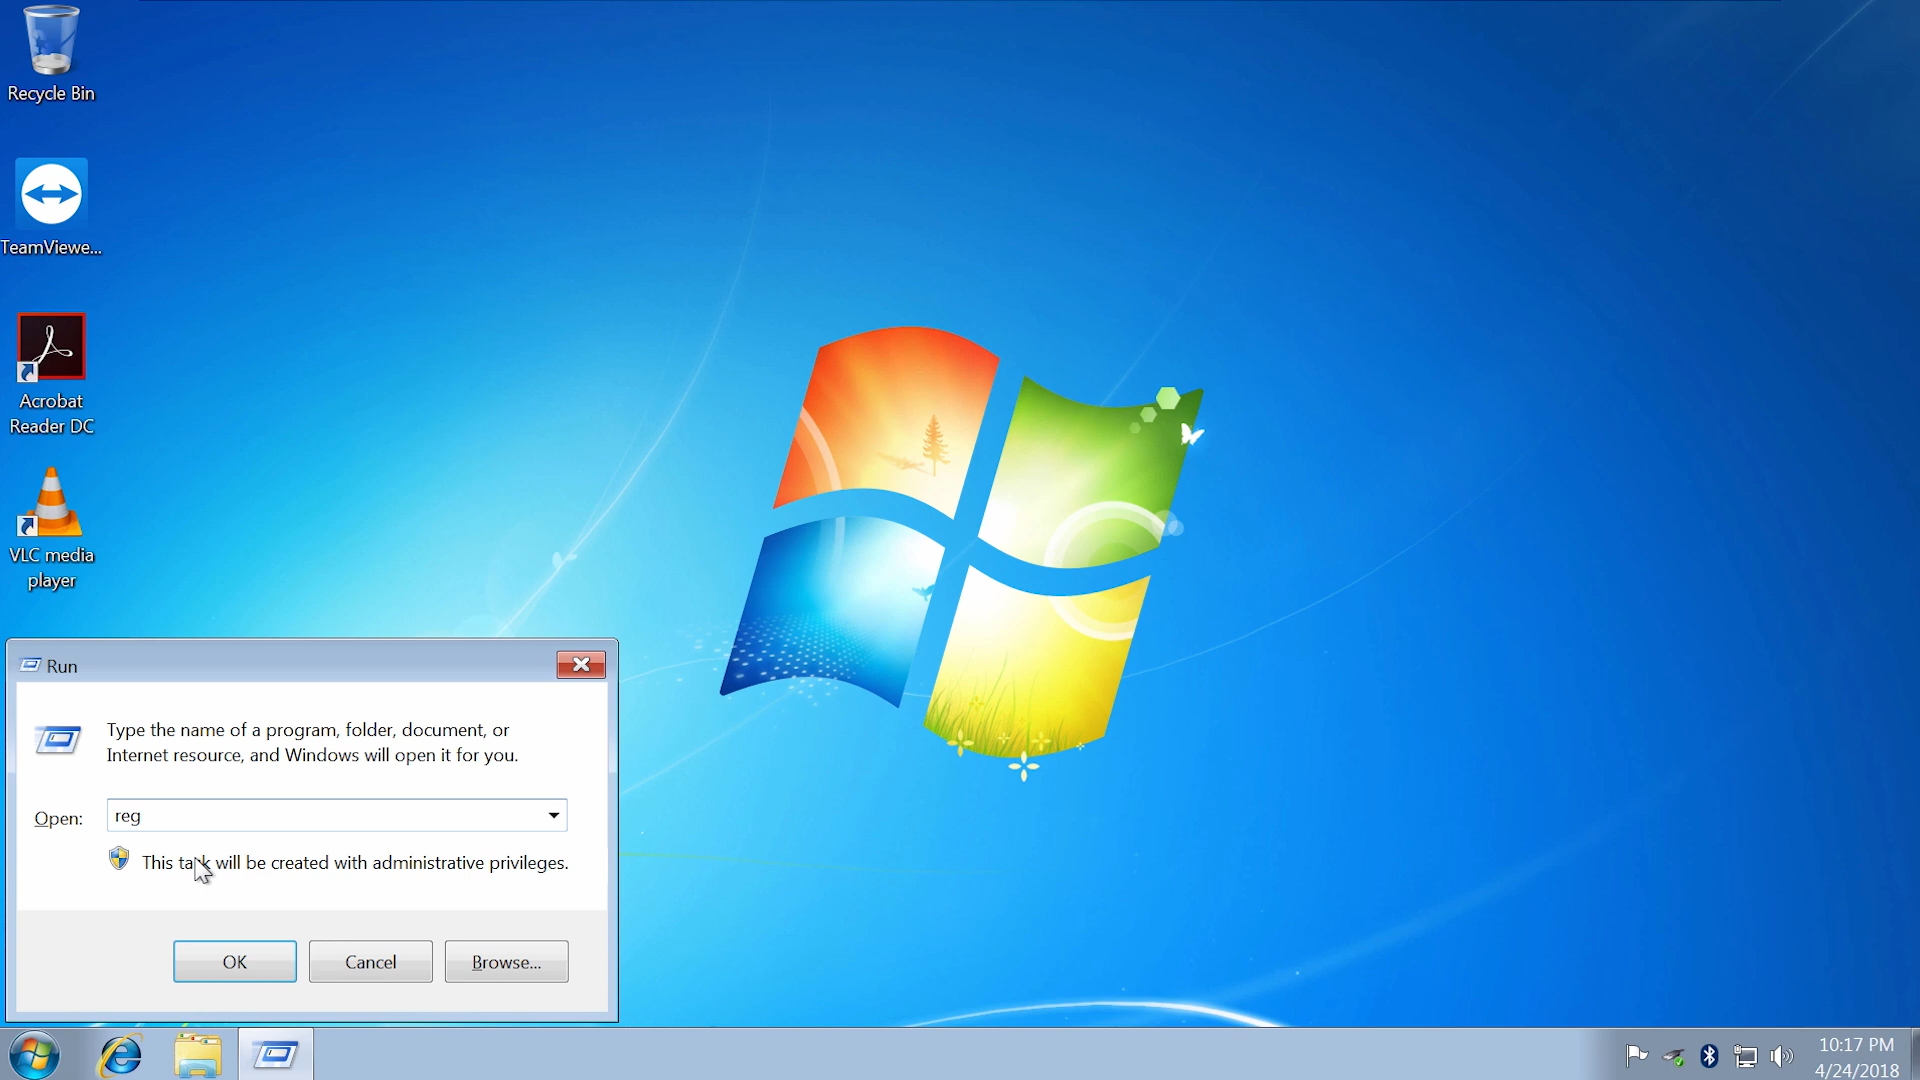 Recycle Bin
TeamViewe...
Acrobat
Reader DC
VLC media
player
Run
Type the name of a program, folder, document, or
Internet resource, and Windows will open it for you.
Open: reg
This task will be created with administrative privileges.
OK Cancel Browse...
10:17 PM
4/24/2018